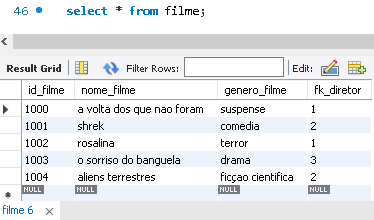 46 select * from filme;
Result Grid Filter Rows: Edit:
id_filme nome_filme genero_filme fk_diretor
1000 a volta dos que nao foram suspense 1
1001 shrek comedia 2
1002 rosalina terror 1
1003 o sorriso do banguela drama 3
1004 aliens terrestres ficçao cientifica 2
NULL NULL NULL NULL
filme 6